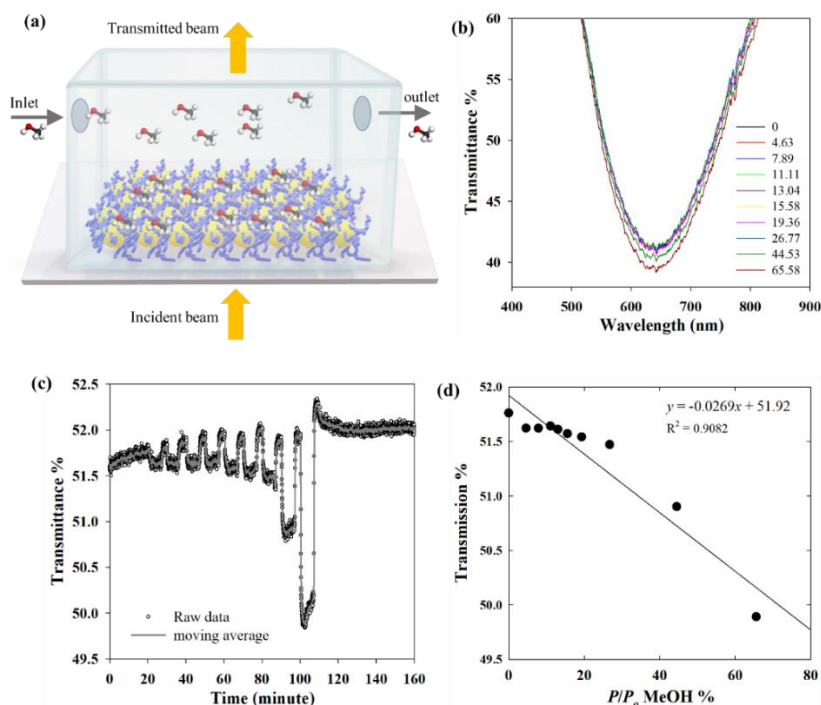 (a)
Transmitted beam
Inlet
outlet
Incident beam
(b)
60
55
50
45
40
Transmittance %
0
4.63
7.89
11.11
13.04
15.58
19.36
26.77
44.53
65.58
400 500 600 700 800 900
Wavelength (nm)
(c)
52.5
52.0
51.5
51.0
50.5
50.0
49.5
Transmittance %
Raw data
moving average
0 20 40 60 80 100 120 140 160
Time (minute)
(d)
52.0
51.5
51.0
50.5
50.0
49.5
Transmission %
y = -0.0269x + 51.92
R² = 0.9082
0 20 40 60 80
P/Pₒ MeOH %